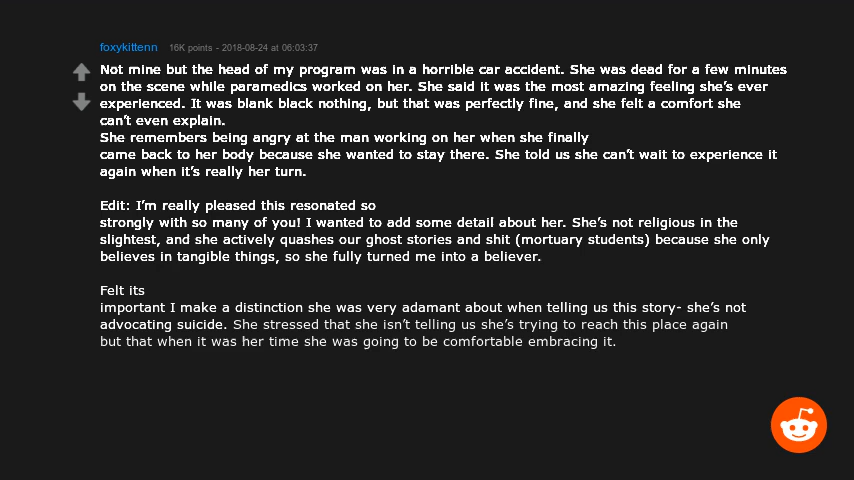 foxykittenn 16K points - 2018-08-24 at 06:03:37
Not mine but the head of my program was in a horrible car accident. She was dead for a few minutes
on the scene while paramedics worked on her. She said it was the most amazing feeling she's ever
experienced. It was blank black nothing, but that was perfectly fine, and she felt a comfort she
can't even explain.
She remembers being angry at the man working on her when she finally
came back to her body because she wanted to stay there. She told us she can't wait to experience it
again when it's really her turn.
Edit: I'm really pleased this resonated so
strongly with so many of you! I wanted to add some detail about her. She's not religious in the
slightest, and she actively quashes our ghost stories and shit (mortuary students) because she only
believes in tangible things, so she fully turned me into a believer.
Felt its
important I make a distinction she was very adamant about when telling us this story- she's not
advocating suicide. She stressed that she isn't telling us she's trying to reach this place again
but that when it was her time she was going to be comfortable embracing it.